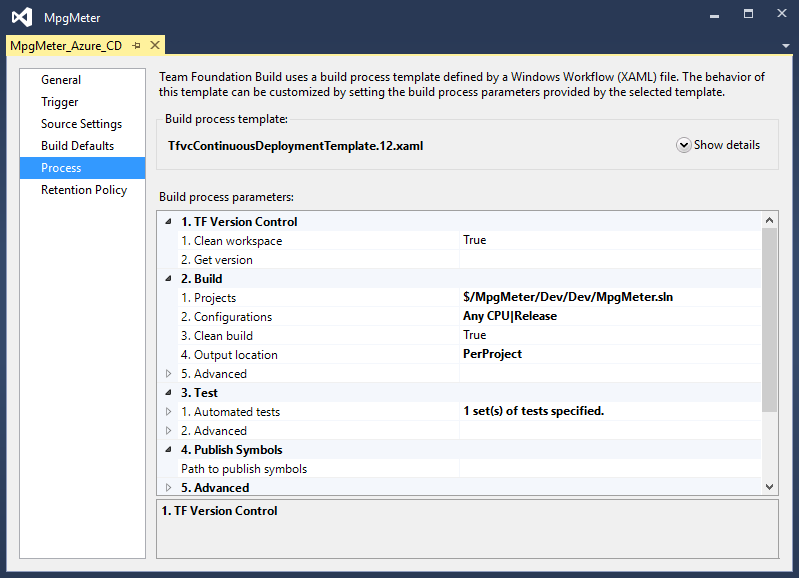 MpgMeter
MpgMeter_Azure_CD
General
Trigger
Source Settings
Build Defaults
Process
Retention Policy
Team Foundation Build uses a build process template defined by a Windows Workflow (XAML) file. The behavior of
this template can be customized by setting the build process parameters provided by the selected template.
Build process template:
TfvcContinuousDeploymentTemplate.12.xaml
Show details
Build process parameters:
1. TF Version Control
1. Clean workspace True
2. Get version
2. Build
1. Projects $/MpgMeter/Dev/Dev/MpgMeter.sln
2. Configurations Any CPU|Release
3. Clean build True
4. Output location PerProject
5. Advanced
3. Test
1. Automated tests 1 set(s) of tests specified.
2. Advanced
4. Publish Symbols
Path to publish symbols
5. Advanced
1. TF Version Control